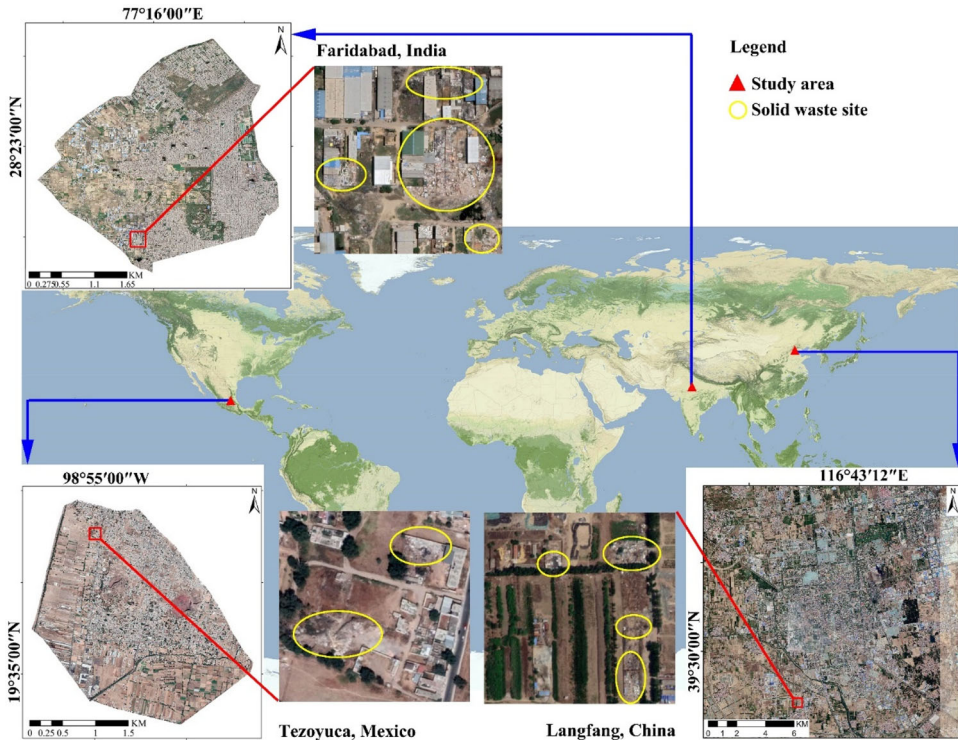 77°16′00″E
N
Faridabad, India
28°23′00″N
KM
0 0.275 0.55 1.1 1.65
Legend
Study area
Solid waste site
98°55′00″W
N
19°35′00″N
KM
0 0.25 0.5 1 1.5
Tezoyuca, Mexico
Langfang, China
116°43′12″E
N
39°30′00″N
KM
0 1 2 4 6